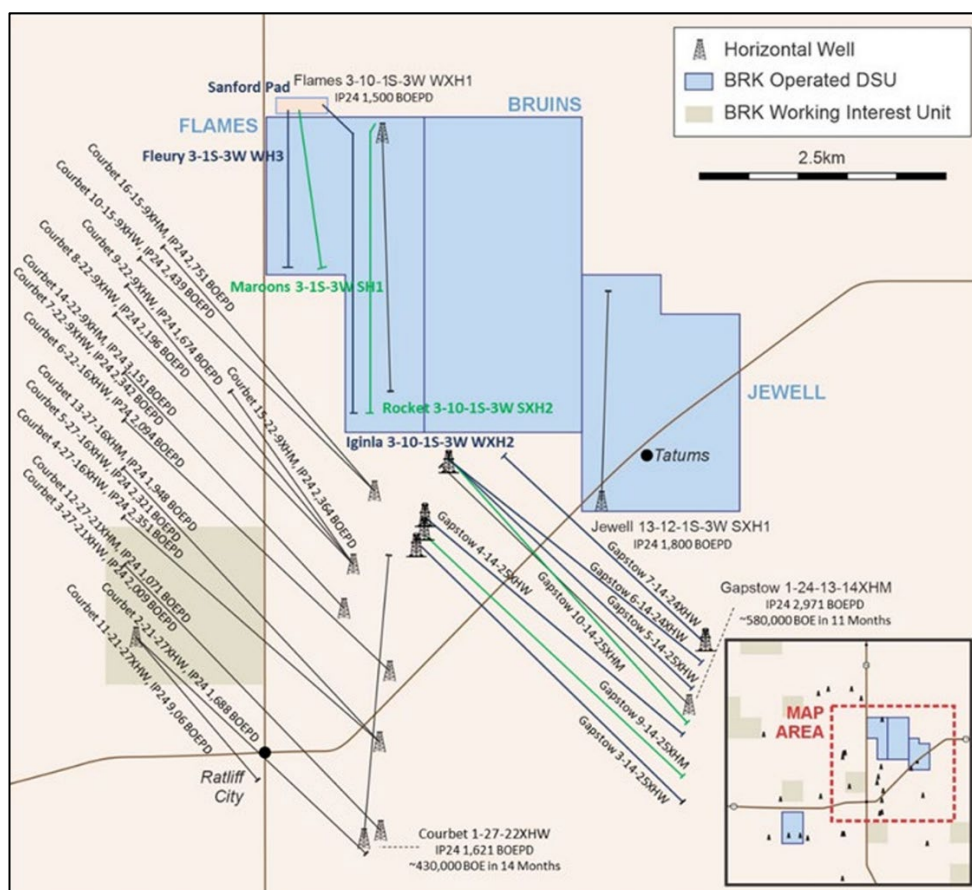 Horizontal Well
BRK Operated DSU
BRK Working Interest Unit
2.5km
Sanford Pad
Flames 3-10-1S-3W WXH1
IP24 1,500 BOEPD
FLAMES
BRUINS
Fleury 3-1S-3W WH3
Maroons 3-1S-3W SH1
Rocket 3-10-1S-3W SXH2
Iginla 3-10-1S-3W WXH2
JEWELL
Tatums
Jewell 13-12-1S-3W SXH1
IP24 1,800 BOEPD
Courbet 16-15-9XHM, IP24 2,751 BOEPD
Courbet 10-15-9XHW, IP24 2,439 BOEPD
Courbet 9-22-9XHW, IP24 1,674 BOEPD
Courbet 8-22-9XHW, IP24 2,196 BOEPD
Courbet 15-22-9XHM, IP24 2,364 BOEPD
Courbet 14-22-9XHM, IP24 3,151 BOEPD
Courbet 7-22-9XHW, IP24 2,342 BOEPD
Courbet 6-22-16XHW, IP24 2,094 BOEPD
Courbet 13-27-16XHM, IP24 1,948 BOEPD
Courbet 5-27-16XHW, IP24 2,321 BOEPD
Courbet 4-27-16XHW, IP24 2,351 BOEPD
Courbet 12-27-21XHM, IP24 1,071 BOEPD
Courbet 3-27-21XHW, IP24 2,009 BOEPD
Courbet 2-21-27XHW, IP24 1,688 BOEPD
Courbet 11-21-27XHW, IP24 9,06 BOEPD
Gapstow 7-14-24XHW
Gapstow 6-14-24XHW
Gapstow 5-14-25XHW
Gapstow 4-14-25XHW
Gapstow 10-14-25XHM
Gapstow 9-14-25XHM
Gapstow 3-14-25XHW
Gapstow 1-24-13-14XHM
IP24 2,971 BOEPD
~580,000 BOE in 11 Months
Ratliff
City
Courbet 1-27-22XHW
IP24 1,621 BOEPD
~430,000 BOE in 14 Months
MAP
AREA